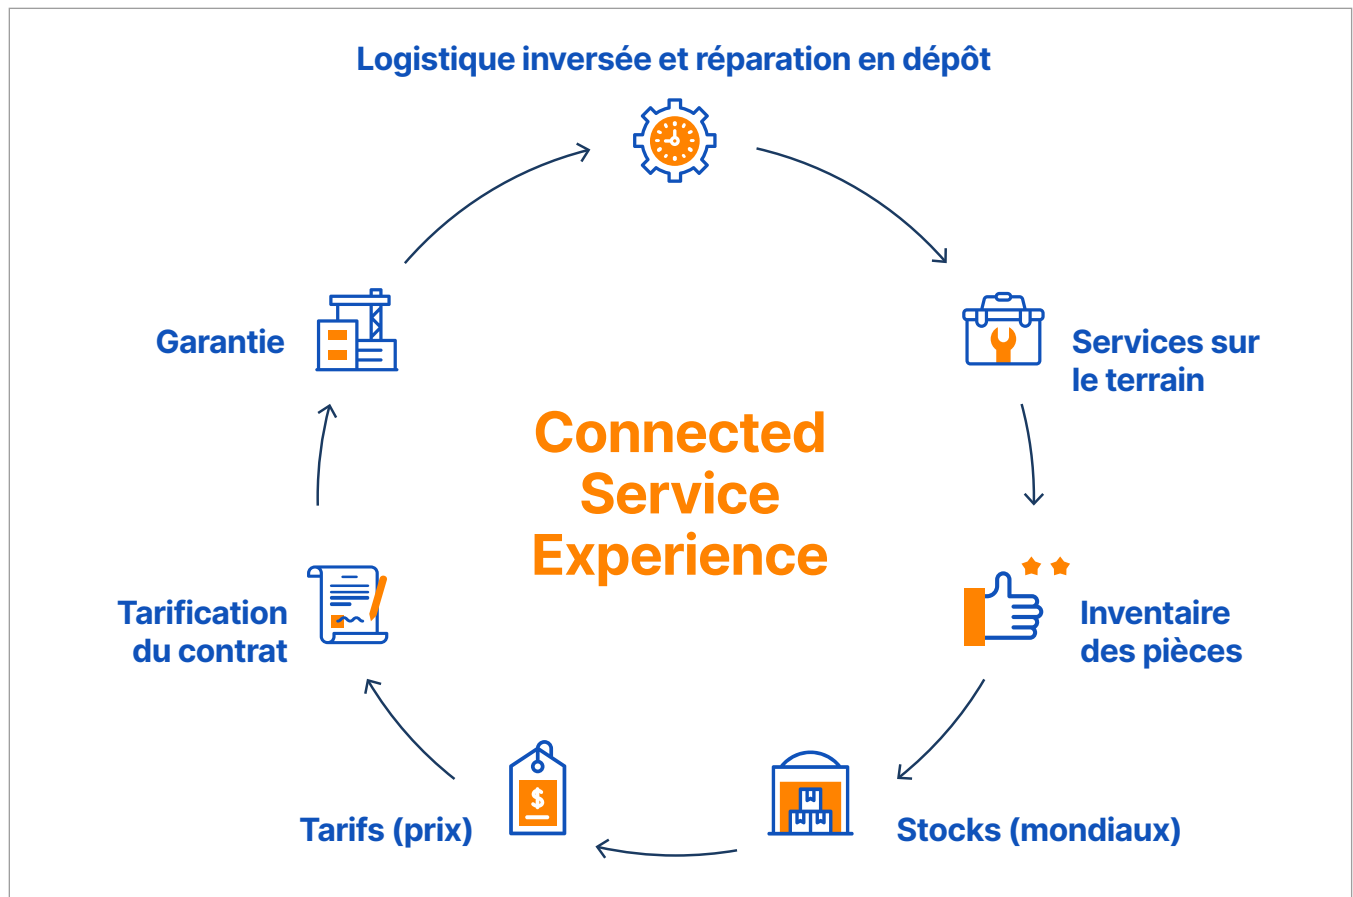 Logistique inversée et réparation en dépôt
Garantie
Services sur
le terrain
Connected
Service
Experience
Tarification
du contrat
Inventaire
des pièces
$
Tarifs (prix)
Stocks (mondiaux)